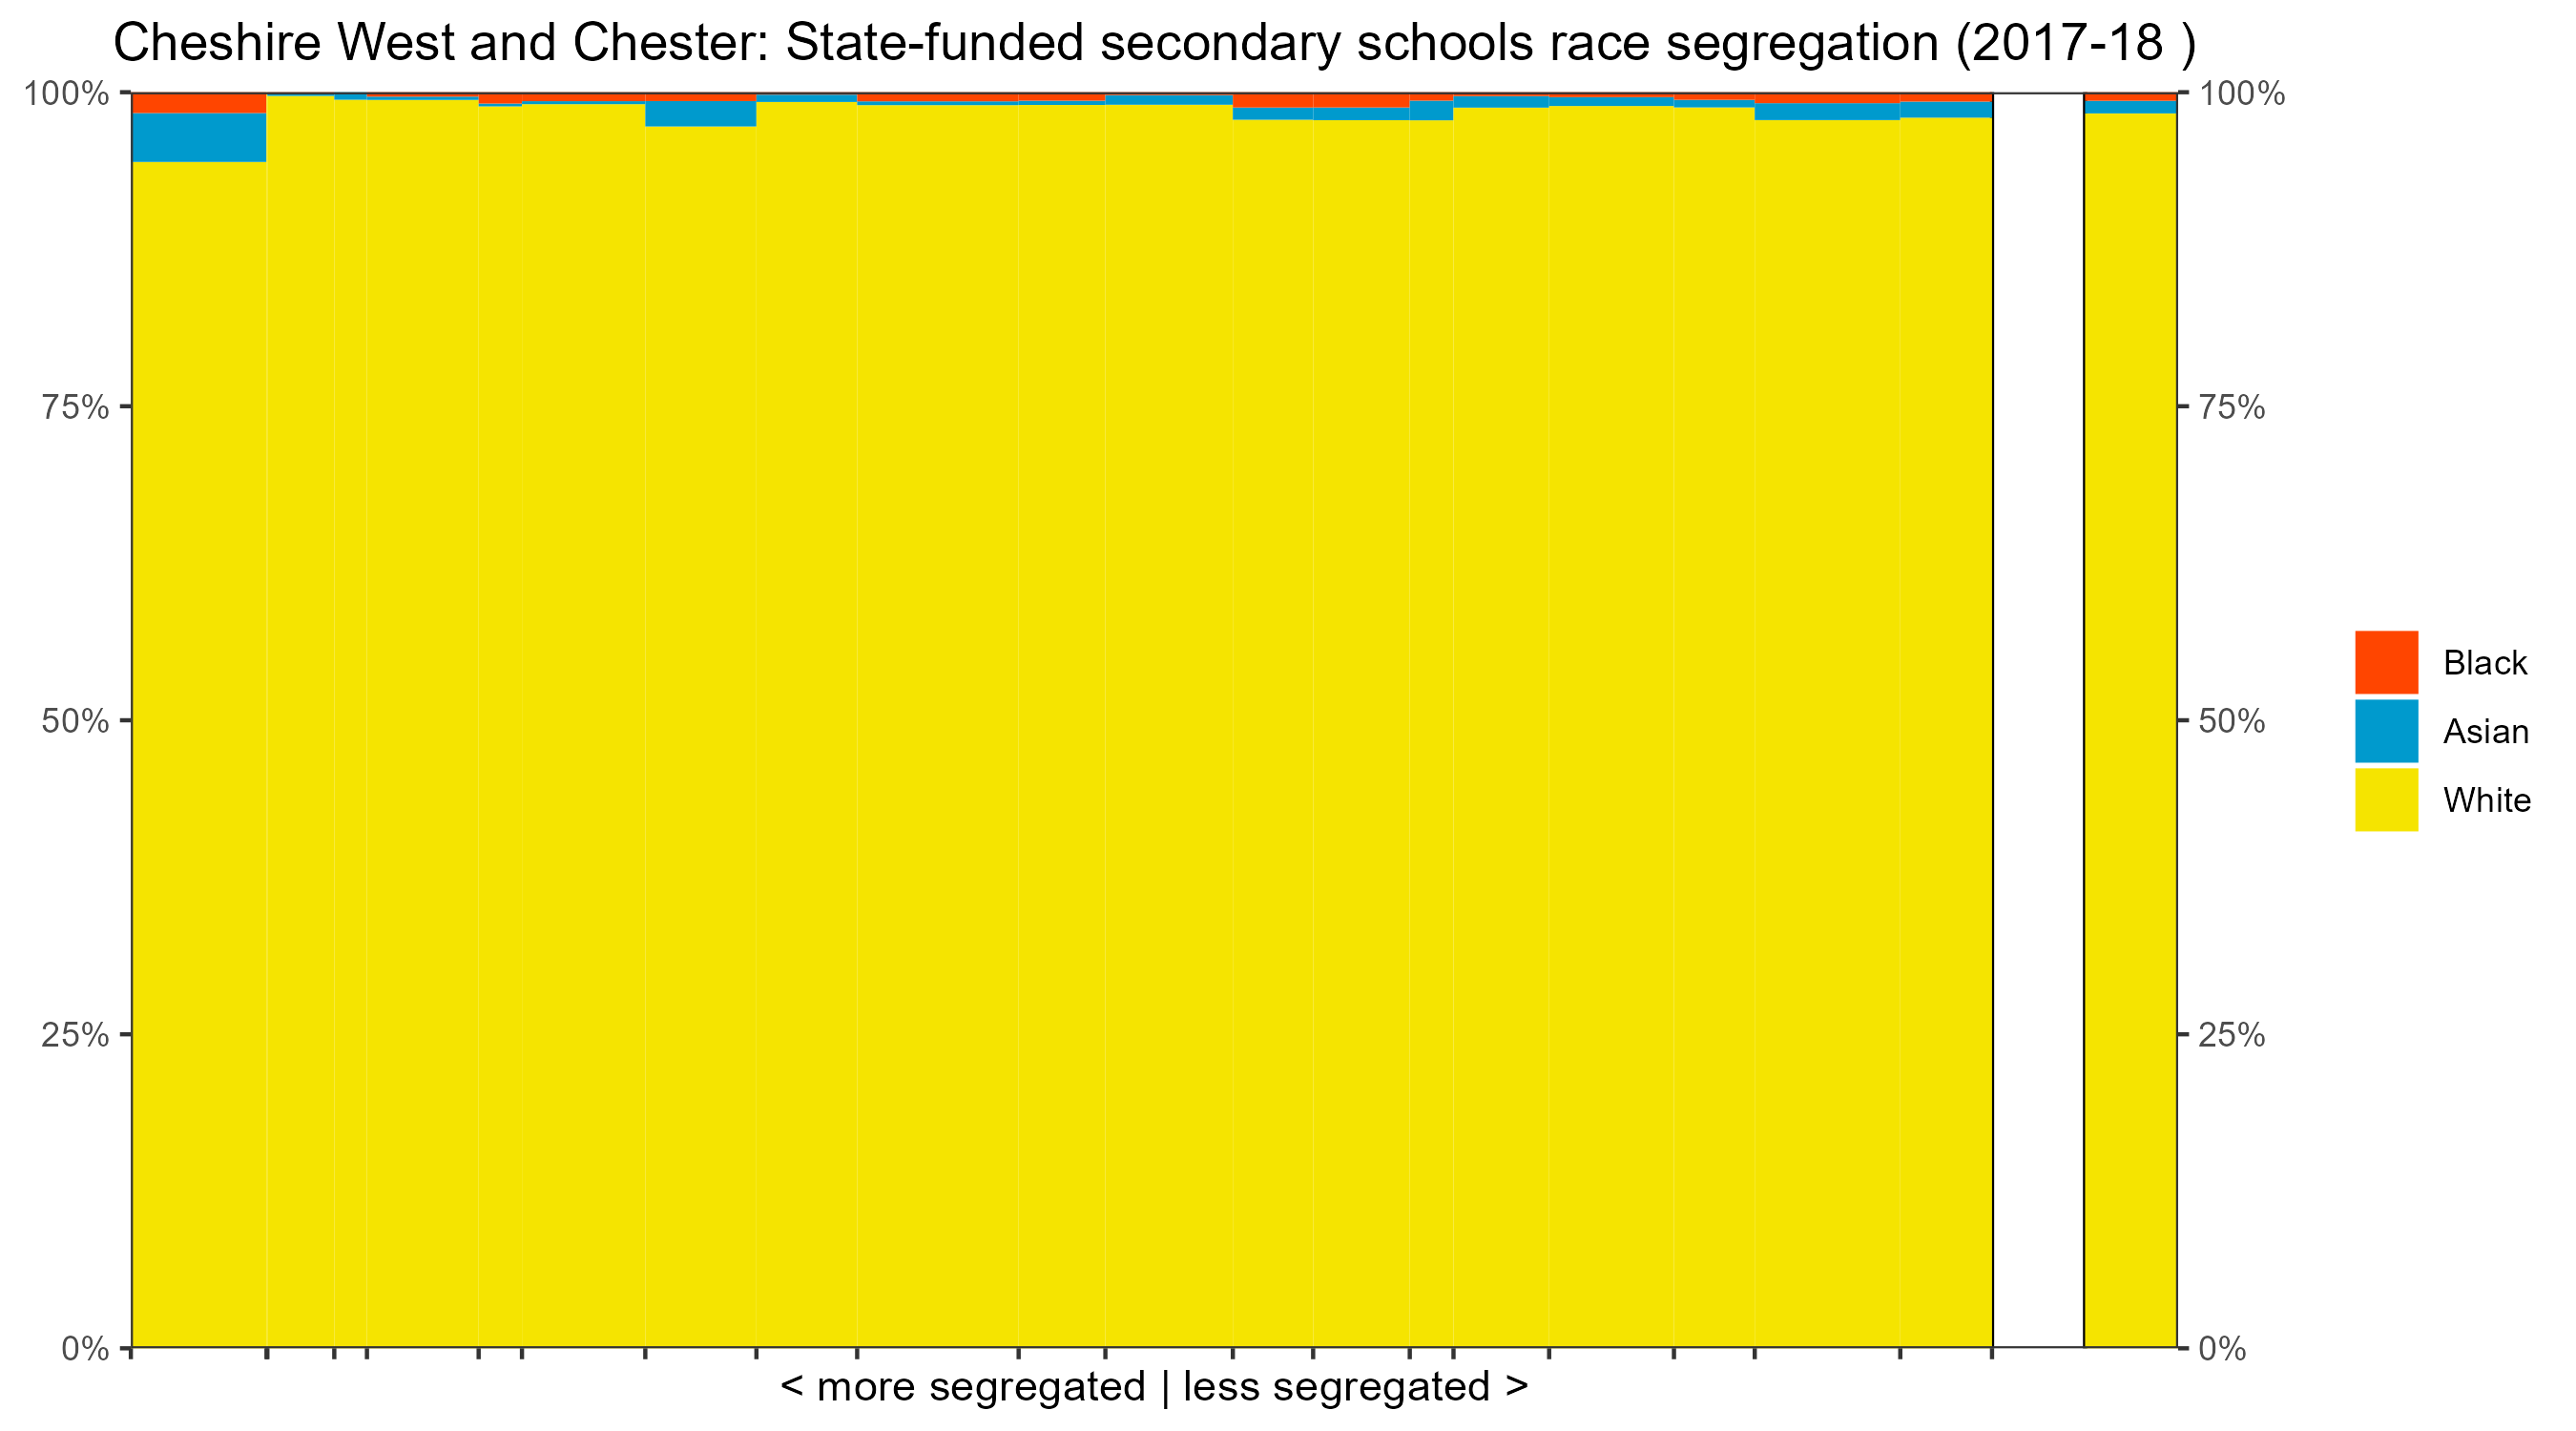 Cheshire West and Chester: State-funded secondary schools race segregation (2017-18 )
100%
75%
50%
25%
0%
100%
75%
50%
25%
0%
Black
Asian
White
< more segregated | less segregated >